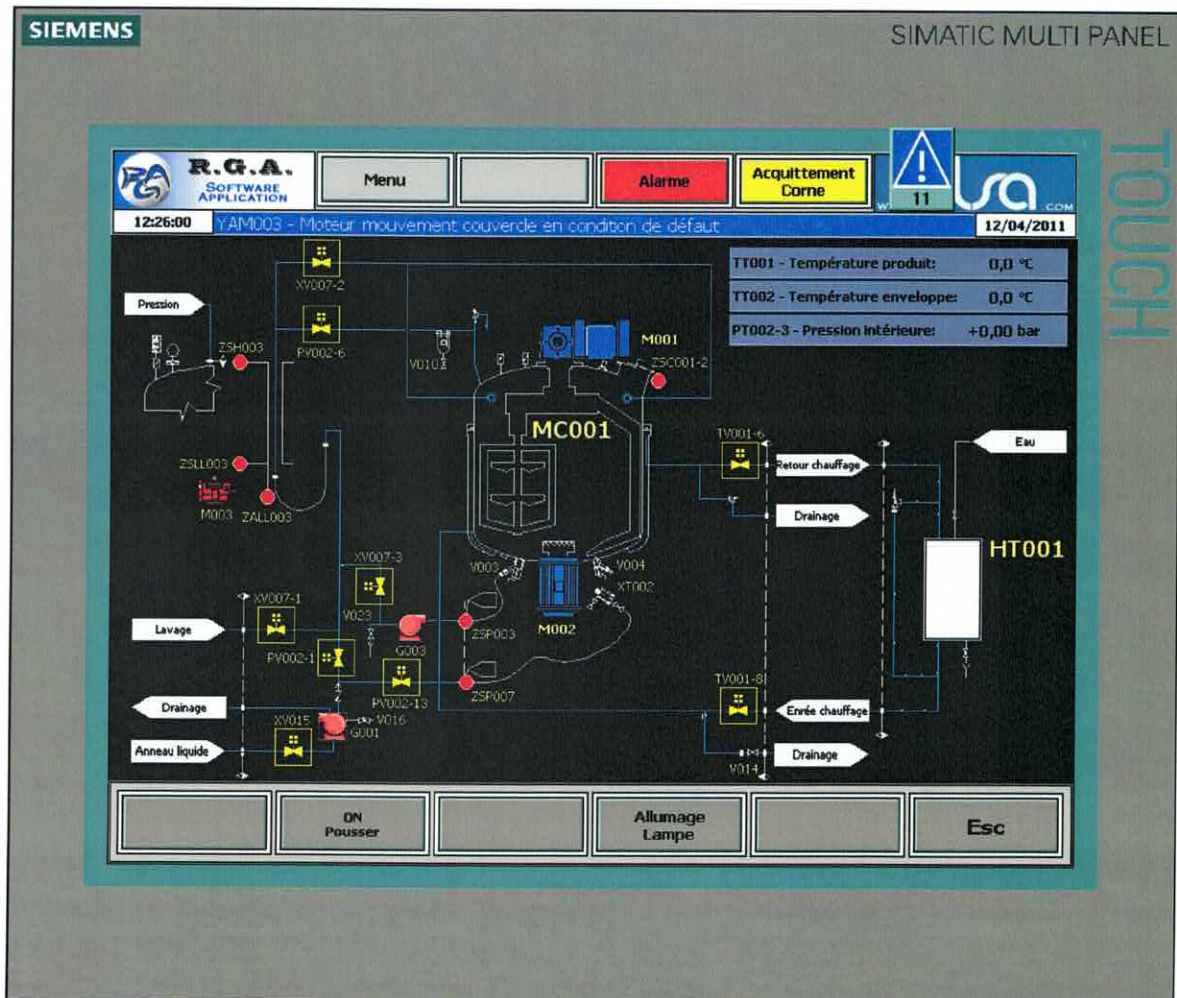 SIEMENS
SIMATIC MULTI PANEL
TOUCH
R.G.A.
SOFTWARE
APPLICATION
Menu
Alarme
Acquittement
Corne
11
.COM
12:26:00
YAM003 - Moteur mouvement couvercle en condition de défaut
12/04/2011
TT001 - Température produit: 0,0 °C
TT002 - Température enveloppe: 0,0 °C
PT002-3 - Pression intérieure: +0,00 bar
XV007-2
Pression
ZSH003
PV002-6
V010
M001
ZSC001-2
MC001
TV001-6
Eau
ZSLL003
Retour chauffage
M003
ZALL003
Drainage
HT001
XV007-3
V003
V004
XT002
XV007-1
V023
Lavage
G003
ZSP003
M002
PV002-1
PV002-13
ZSP007
TV001-8
Drainage
XV015
V016
G001
Enrée chauffage
Anneau liquide
V014
Drainage
ON
Pousser
Allumage
Lampe
Esc